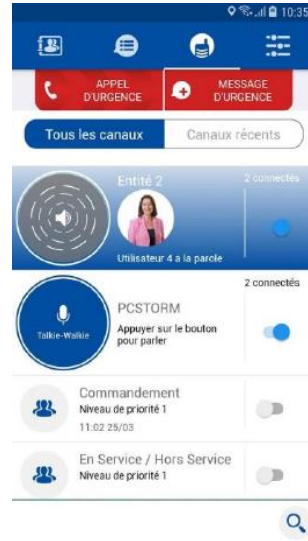 10:35
APPEL
D'URGENCE
MESSAGE
D'URGENCE
Tous les canaux
Canaux récents
Entité 2
2 connectés
Utilisateur 4 a la parole
2 connectés
PCSTORM
Talkie-Walkie
Appuyer sur le bouton
pour parler
Commandement
Niveau de priorité 1
11:02 25/03
En Service / Hors Service
Niveau de priorité 1